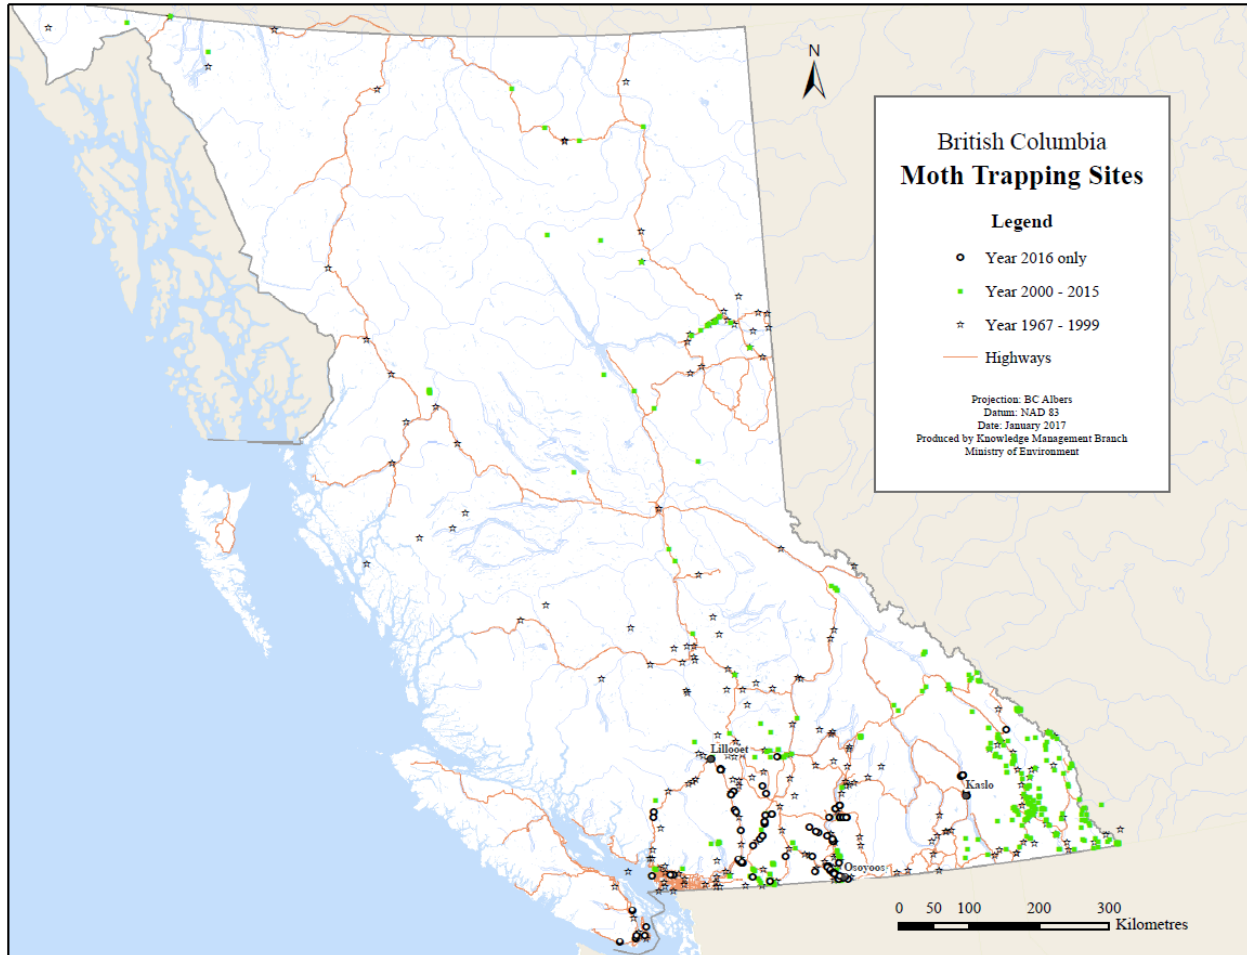 N
British Columbia
Moth Trapping Sites
Legend
Year 2016 only
Year 2000 - 2015
Year 1967 - 1999
Highways
Projection: BC Albers
Datum: NAD 83
Date: January 2017
Produced by Knowledge Management Branch
Ministry of Environment
Lillooet
Kaslo
Osoyoos
0 50 100 200 300
Kilometres